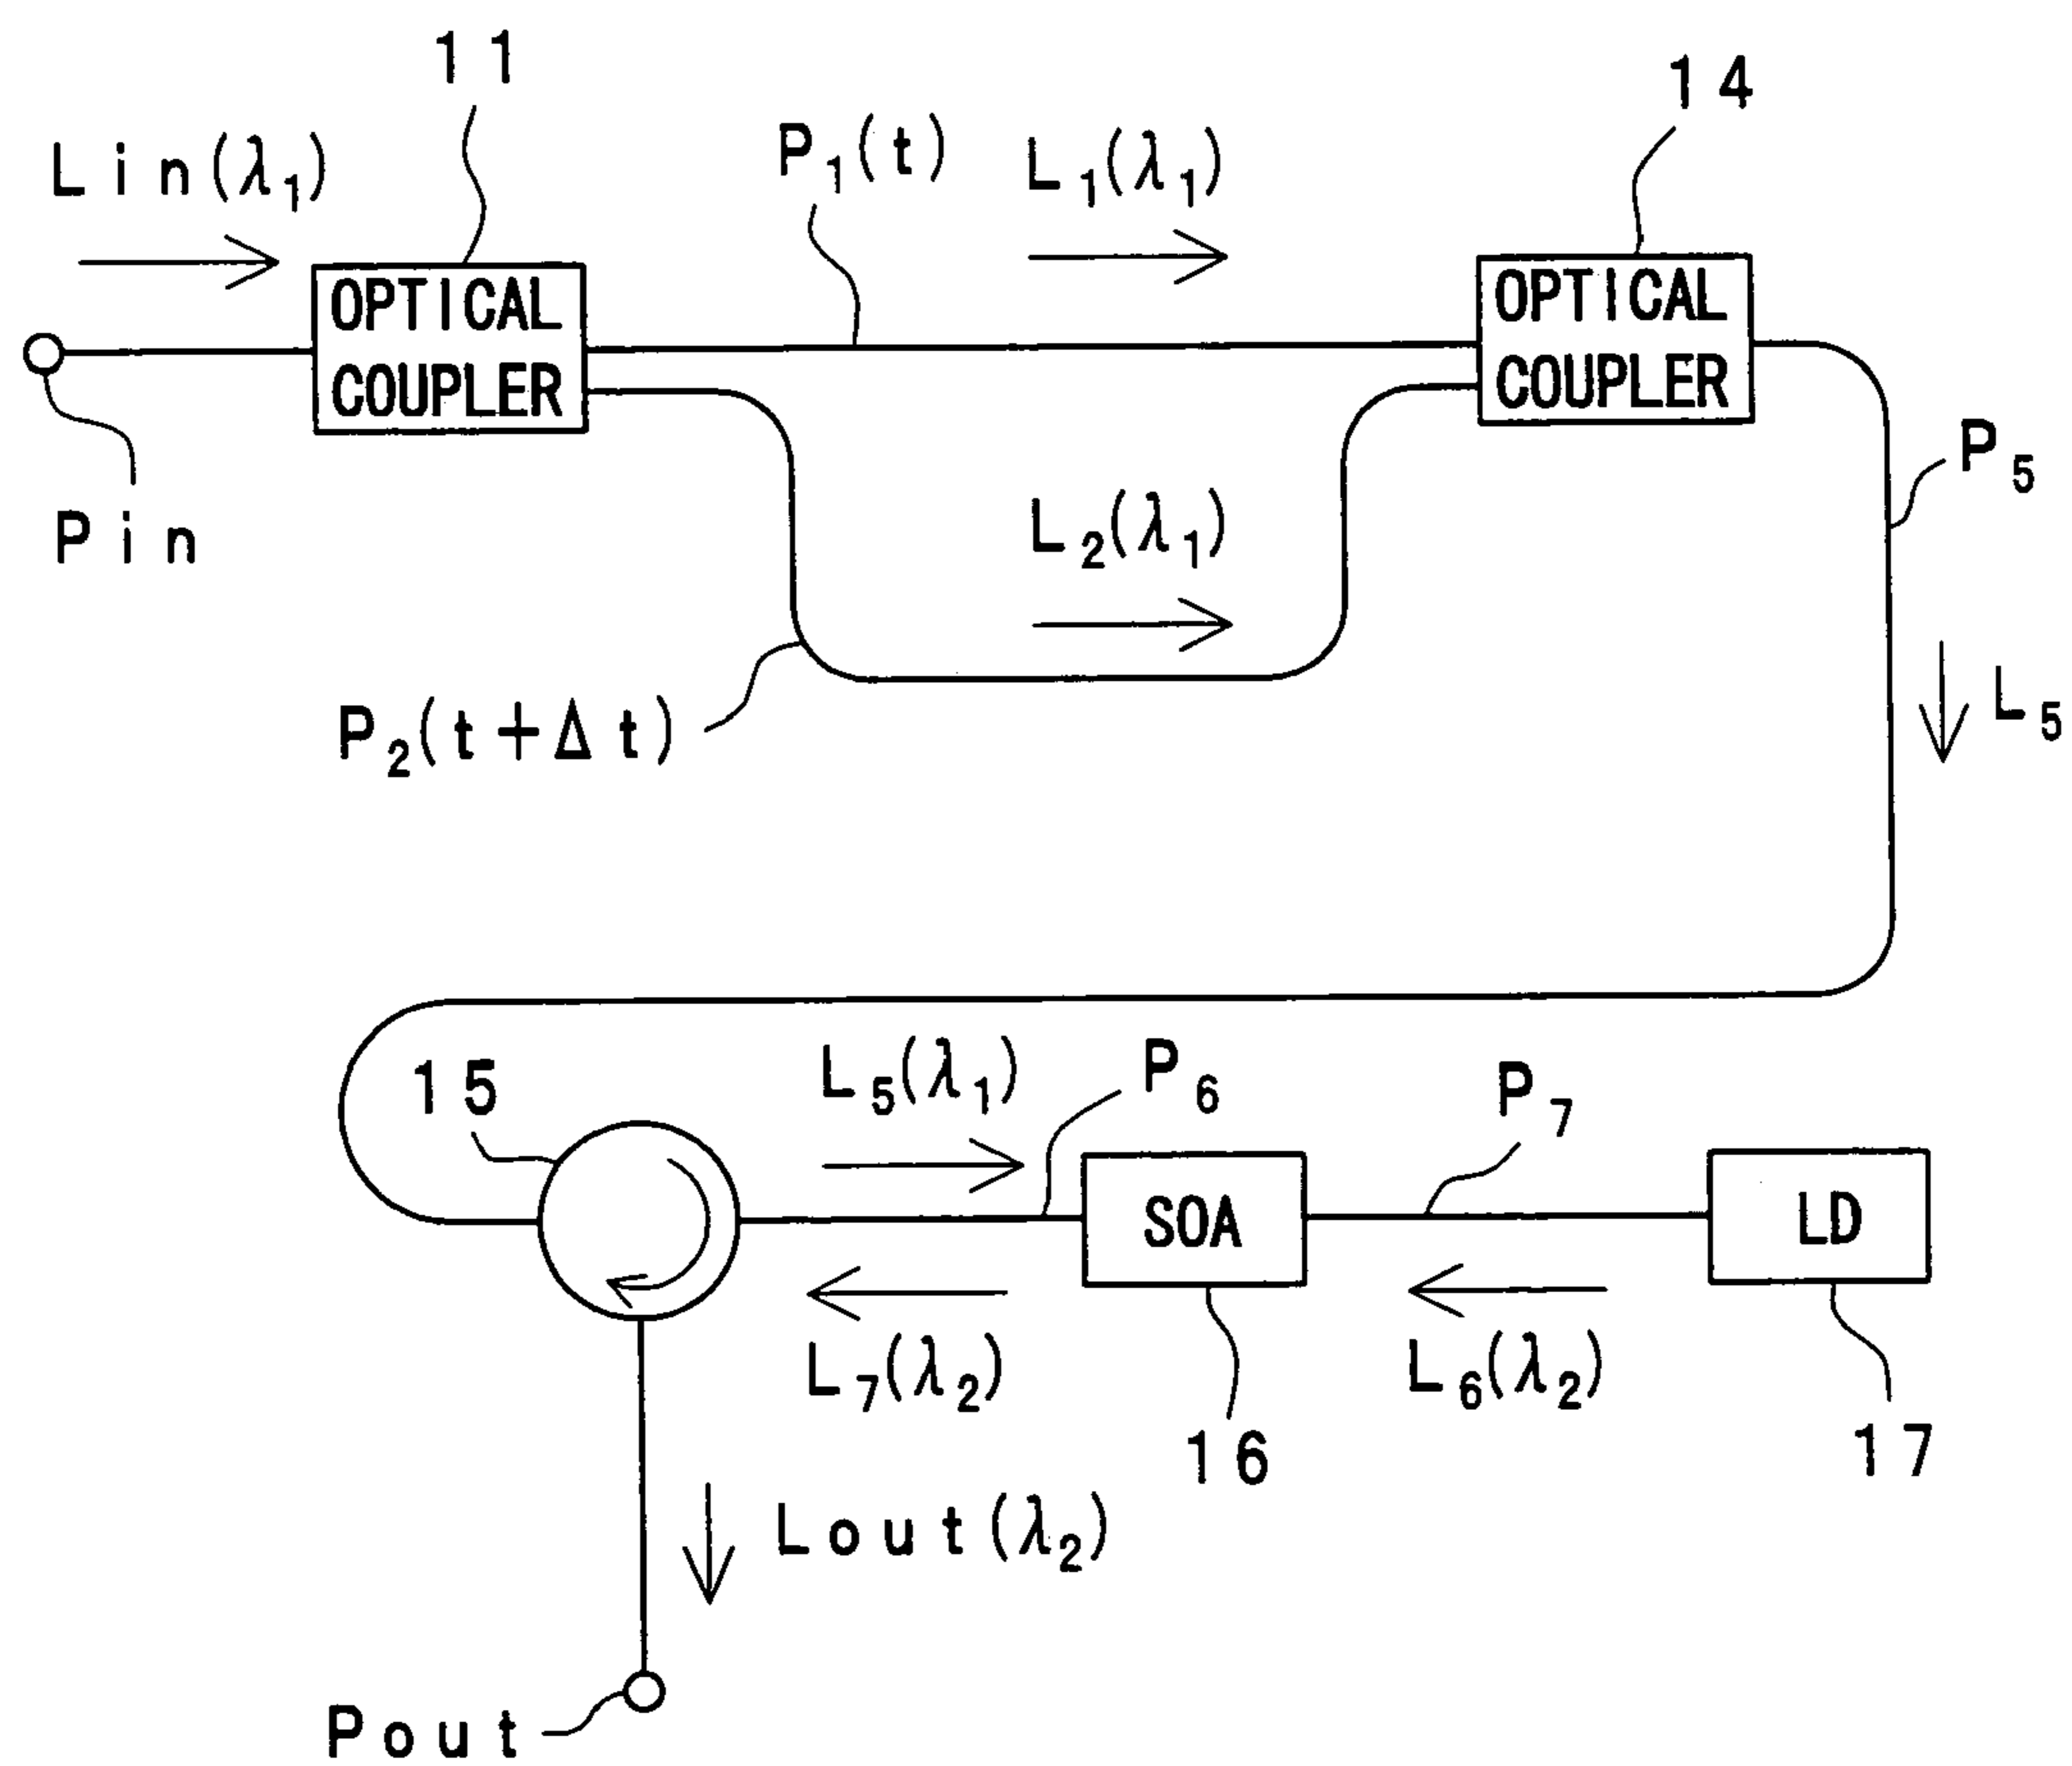 11
14
Lin(λ₁)
P₁(t)
L₁(λ₁)
OPTICAL
COUPLER
OPTICAL
COUPLER
P₅
Pin
L₂(λ₁)
P₂(t+Δt)
L₅
15
L₅(λ₁)
P₆
P₇
SOA
LD
L₇(λ₂)
L₆(λ₂)
16
17
Lout(λ₂)
Pout